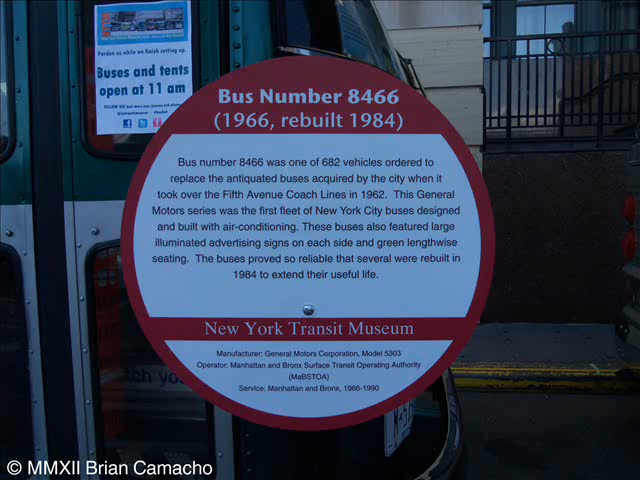 Pardon us while we finish setting up.
Buses and tents
open at 11 am
Bus Number 8466
(1966, rebuilt 1984)
Bus number 8466 was one of 682 vehicles ordered to
replace the antiquated buses acquired by the city when it
took over the Fifth Avenue Coach Lines in 1962. This General
Motors series was the first fleet of New York City buses designed
and built with air-conditioning. These buses also featured large
illuminated advertising signs on each side and green lengthwise
seating. The buses proved so reliable that several were rebuilt in
1984 to extend their useful life.
New York Transit Museum
Manufacturer: General Motors Corporation, Model 5303
Operator: Manhattan and Bronx Surface Transit Operating Authority
(MaBSTOA)
Service: Manhattan and Bronx, 1966-1990
© MMXII Brian Camacho